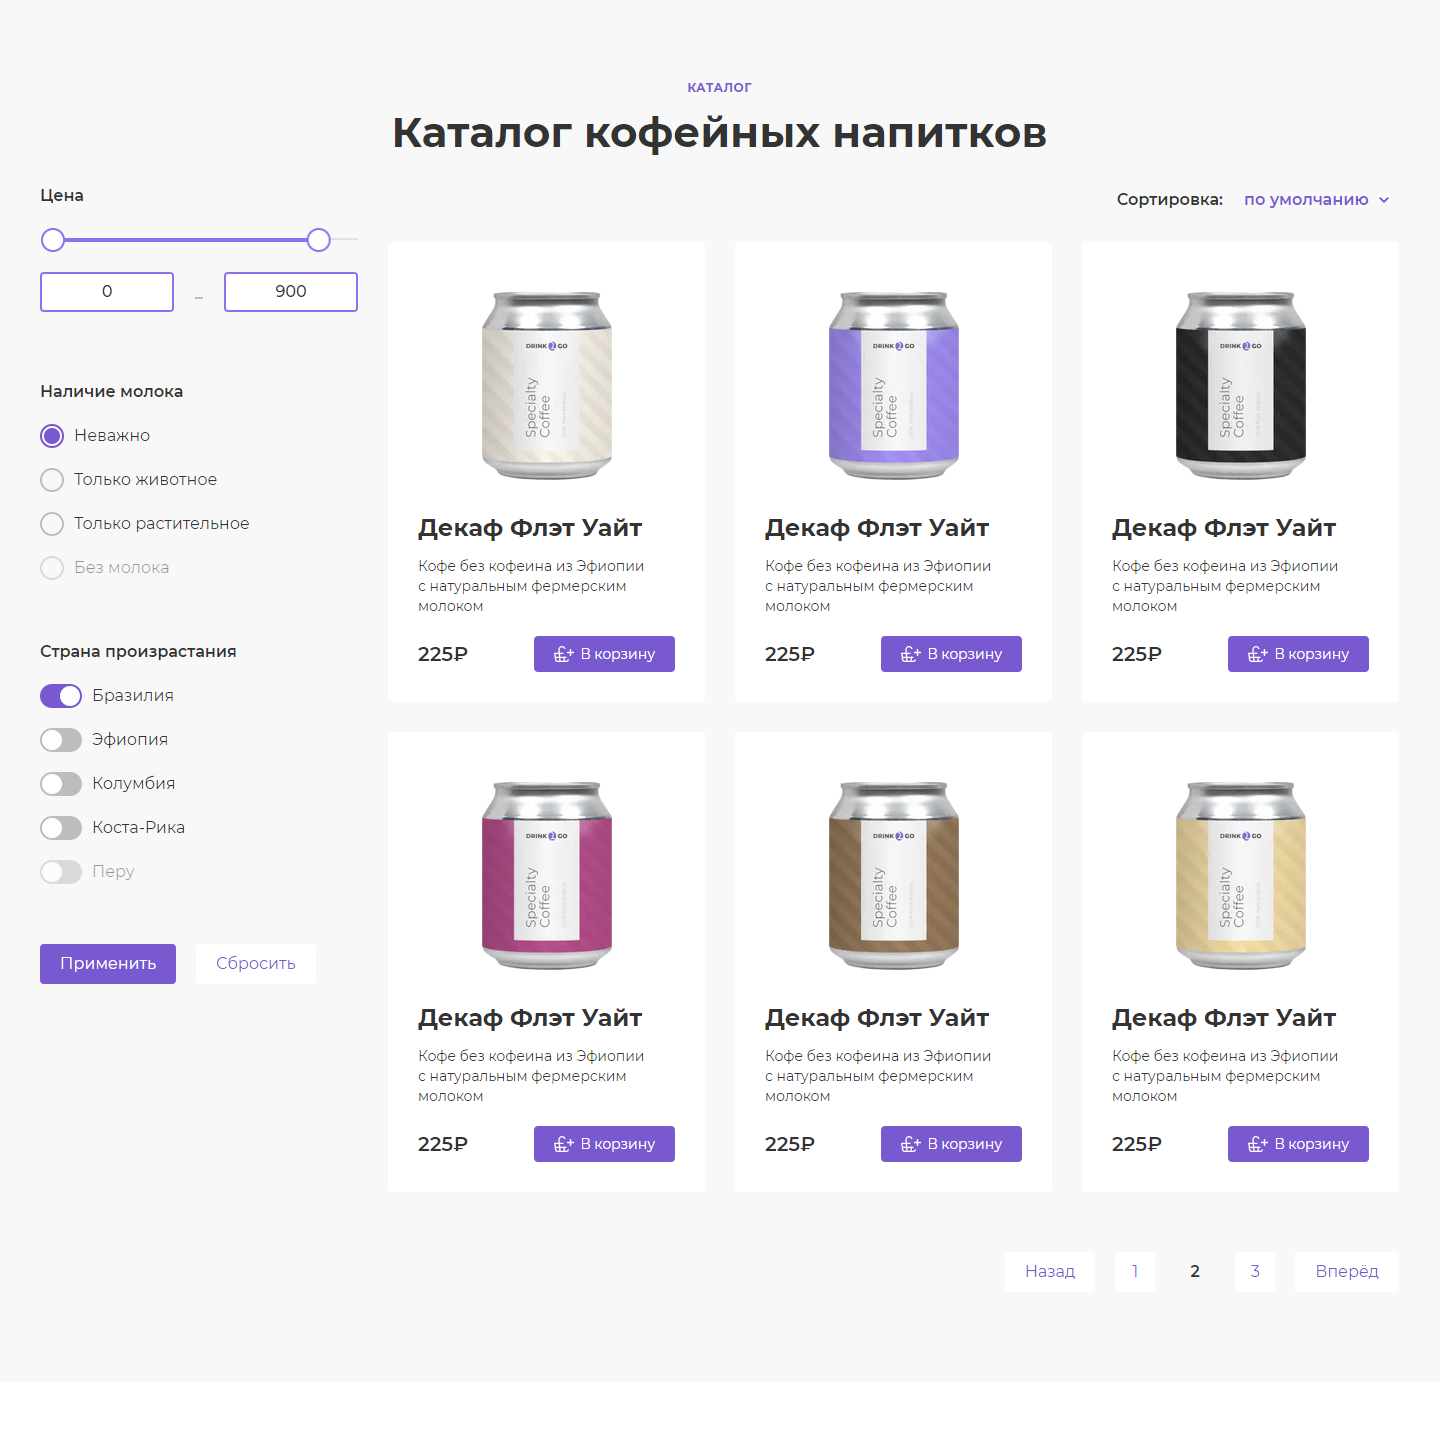 КАТАЛОГ
Каталог кофейных напитков
Цена
0
–
900
Наличие молока
Неважно
Только животное
Только растительное
Без молока
Страна произрастания
Бразилия
Эфиопия
Колумбия
Коста-Рика
Перу
Применить
Сбросить
Сортировка: по умолчанию
DRINK 2 GO
Specialty
Coffee
Декаф Флэт Уайт
Кофе без кофеина из Эфиопии
с натуральным фермерским
молоком
225₽
В корзину
DRINK 2 GO
Specialty
Coffee
Декаф Флэт Уайт
Кофе без кофеина из Эфиопии
с натуральным фермерским
молоком
225₽
В корзину
DRINK 2 GO
Specialty
Coffee
Декаф Флэт Уайт
Кофе без кофеина из Эфиопии
с натуральным фермерским
молоком
225₽
В корзину
DRINK 2 GO
Specialty
Coffee
Декаф Флэт Уайт
Кофе без кофеина из Эфиопии
с натуральным фермерским
молоком
225₽
В корзину
DRINK 2 GO
Specialty
Coffee
Декаф Флэт Уайт
Кофе без кофеина из Эфиопии
с натуральным фермерским
молоком
225₽
В корзину
DRINK 2 GO
Specialty
Coffee
Декаф Флэт Уайт
Кофе без кофеина из Эфиопии
с натуральным фермерским
молоком
225₽
В корзину
Назад
1
2
3
Вперёд